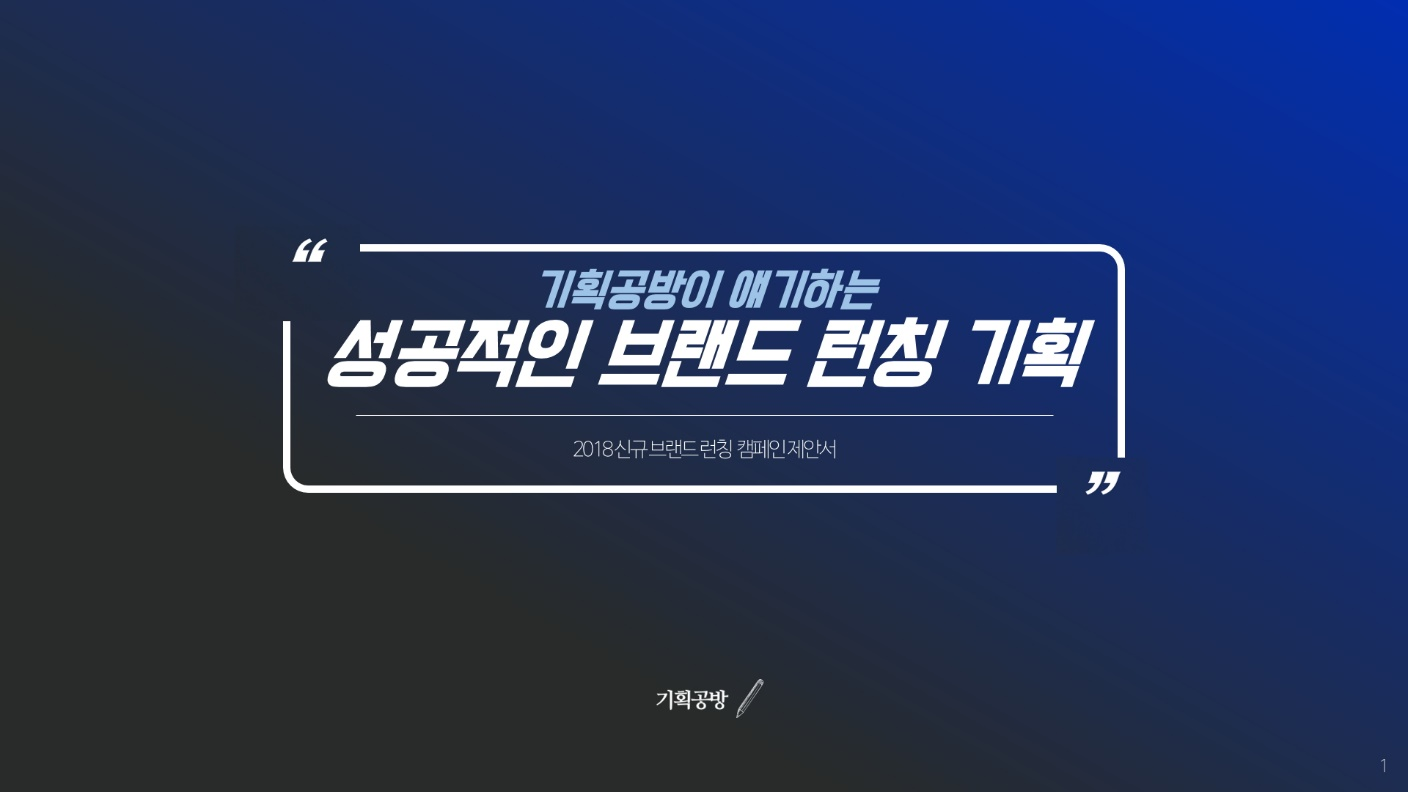 “
기획공방이 얘기하는
성공적인 브랜드 런칭 기획
2018 신규 브랜드 런칭 캠페인 제안서
”
기획공방
1